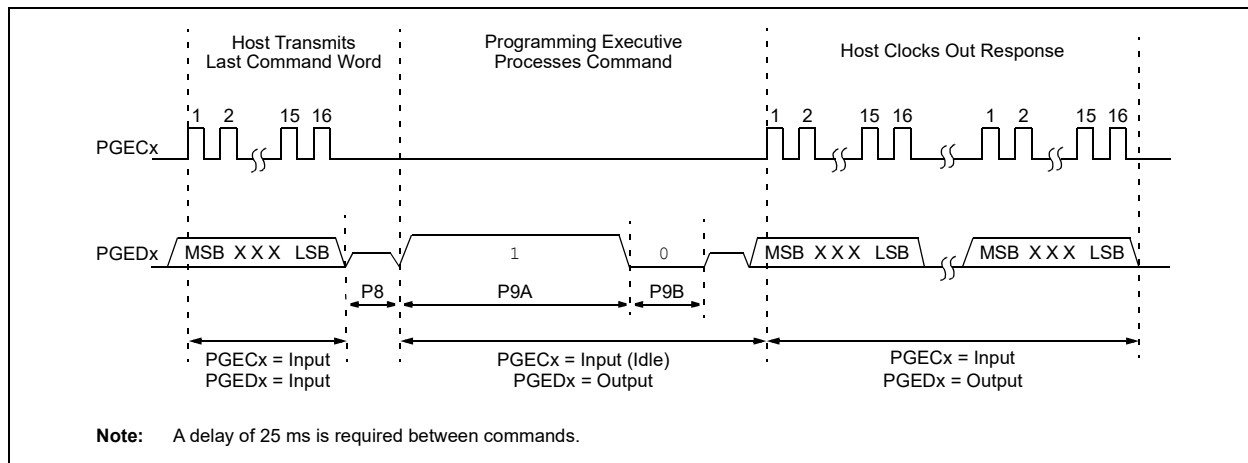 Host Transmits
Last Command Word
Programming Executive
Processes Command
Host Clocks Out Response
1 2 15 16
1 2 15 16 1 2 15 16
PGECx
PGEDx
MSB X X X LSB
1
0
MSB X X X LSB
MSB X X X LSB
P8
P9A
P9B
PGECx = Input
PGEDx = Input
PGECx = Input (Idle)
PGEDx = Output
PGECx = Input
PGEDx = Output
Note: A delay of 25 ms is required between commands.